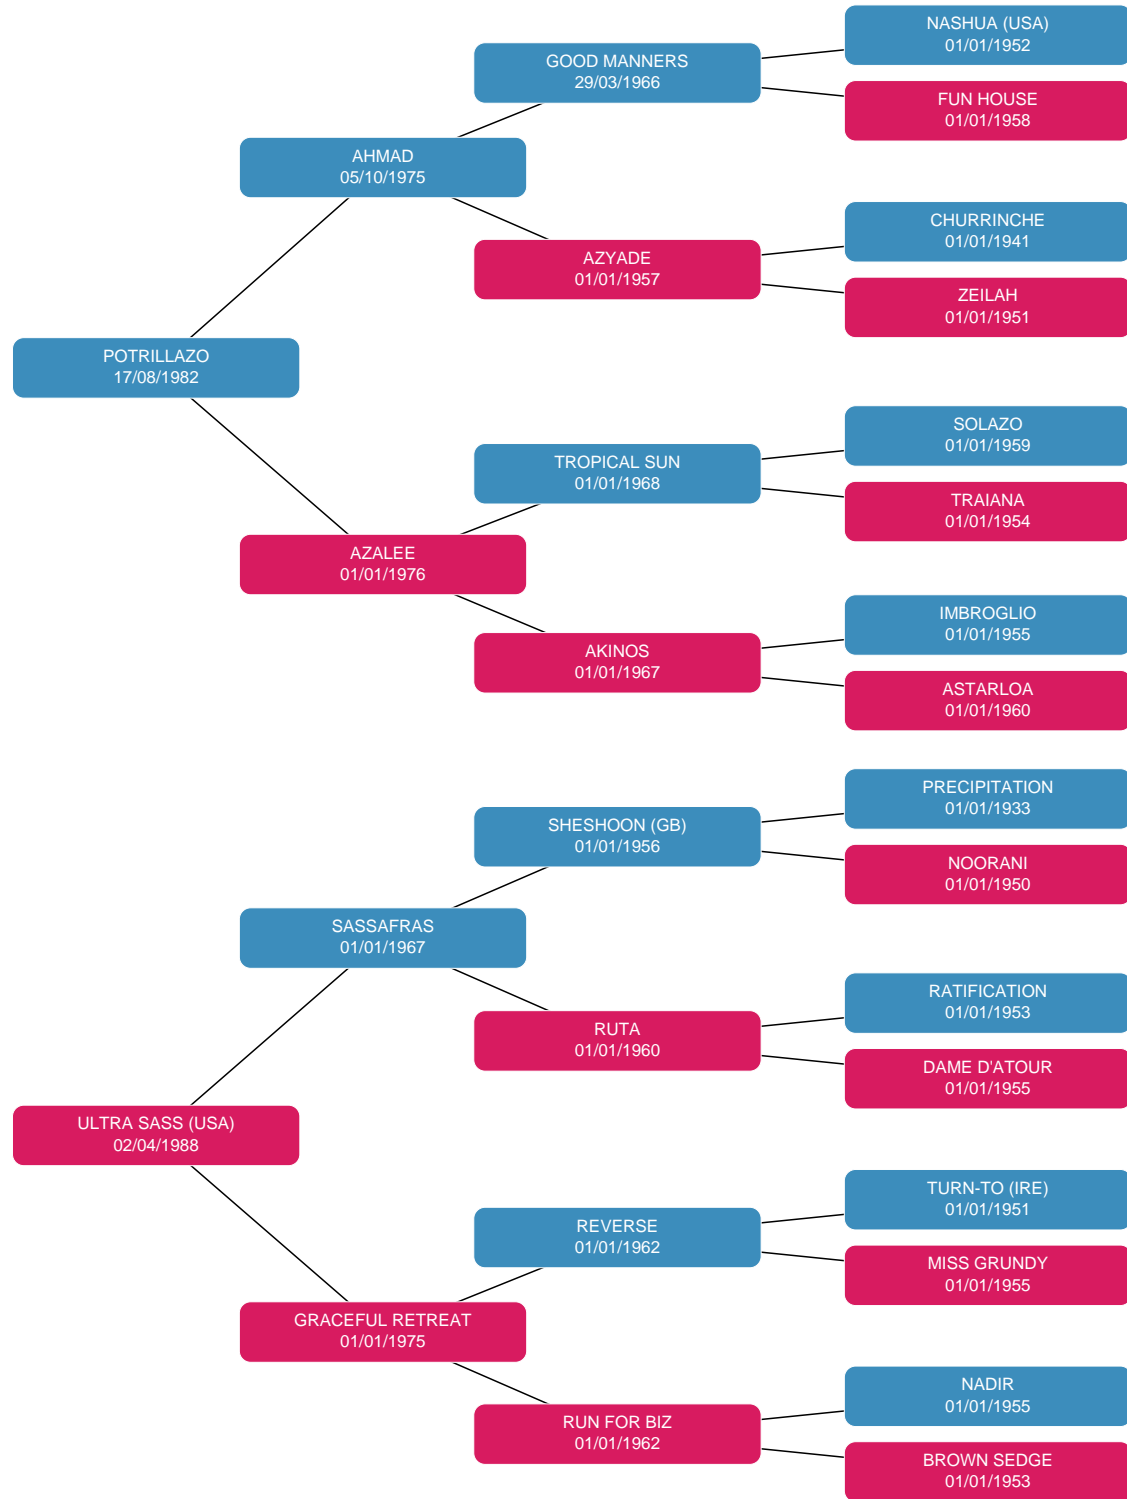 NASHUA (USA)
01/01/1952
GOOD MANNERS
29/03/1966
FUN HOUSE
01/01/1958
AHMAD
05/10/1975
CHURRINCHE
01/01/1941
AZYADE
01/01/1957
ZEILAH
01/01/1951
POTRILLAZO
17/08/1982
SOLAZO
01/01/1959
TROPICAL SUN
01/01/1968
TRAIANA
01/01/1954
AZALEE
01/01/1976
IMBROGLIO
01/01/1955
AKINOS
01/01/1967
ASTARLOA
01/01/1960
PRECIPITATION
01/01/1933
SHESHOON (GB)
01/01/1956
NOORANI
01/01/1950
SASSAFRAS
01/01/1967
RATIFICATION
01/01/1953
RUTA
01/01/1960
DAME D'ATOUR
01/01/1955
ULTRA SASS (USA)
02/04/1988
TURN-TO (IRE)
01/01/1951
REVERSE
01/01/1962
MISS GRUNDY
01/01/1955
GRACEFUL RETREAT
01/01/1975
NADIR
01/01/1955
RUN FOR BIZ
01/01/1962
BROWN SEDGE
01/01/1953